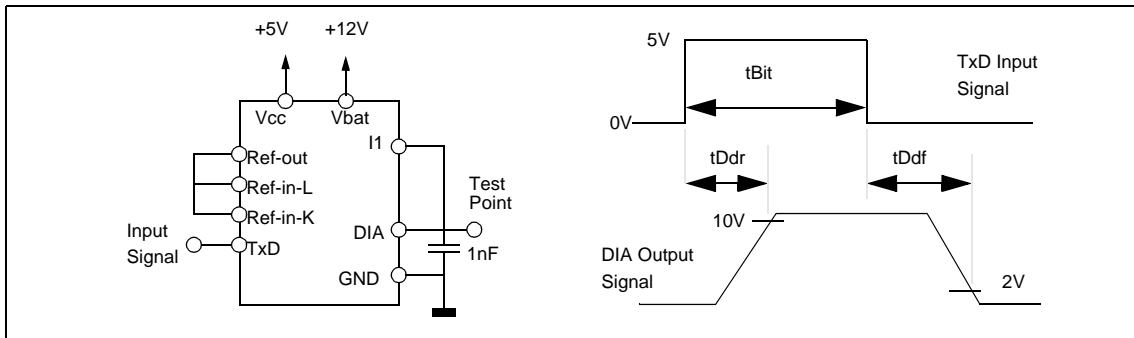 +5V
+12V
Vcc
Vbat
I1
Ref-out
Ref-in-L
Ref-in-K
TxD
Input
Signal
DIA
GND
Test
Point
1nF
5V
0V
tBit
TxD Input
Signal
tDdr
tDdf
10V
2V
DIA Output
Signal